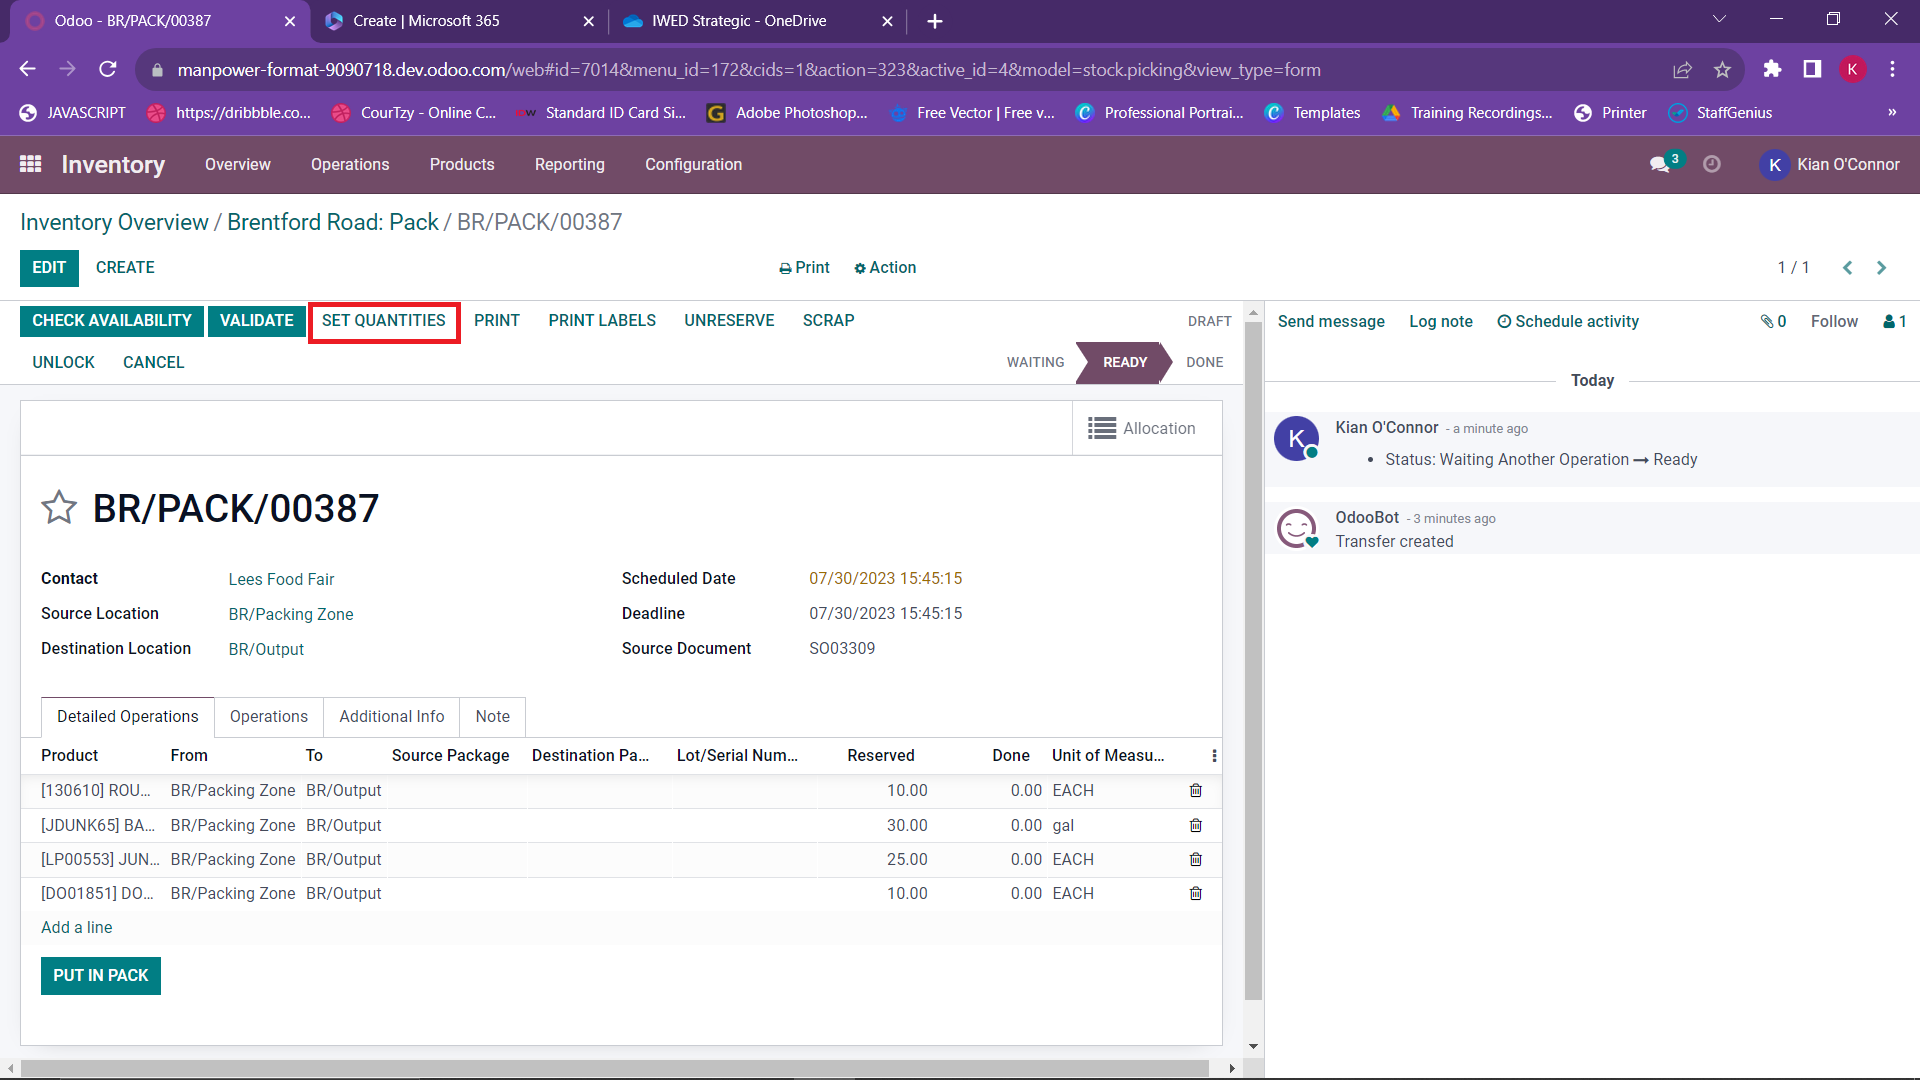 Odoo - BR/PACK/00387
Create | Microsoft 365
IWED Strategic - OneDrive
manpower-format-9090718.dev.odoo.com/web#id=7014&menu_id=172&cids=1&action=323&active_id=4&model=stock.picking&view_type=form
K
JAVASCRIPT
https://dribbble.co...
CourTzy - Online C...
Standard ID Card Si...
Adobe Photoshop,...
Free Vector | Free v...
Professional Portrai...
Templates
Training Recordings...
Printer
StaffGenius
»
Inventory
Overview
Operations
Products
Reporting
Configuration
3
K
Kian O'Connor
Inventory Overview / Brentford Road: Pack / BR/PACK/00387
EDIT
CREATE
Print
Action
1 / 1
CHECK AVAILABILITY
VALIDATE
SET QUANTITIES
PRINT
PRINT LABELS
UNRESERVE
SCRAP
DRAFT
UNLOCK
CANCEL
WAITING
READY
DONE
Send message
Log note
Schedule activity
0
Follow
1
Today
K
Kian O'Connor - a minute ago
• Status: Waiting Another Operation → Ready
OdooBot - 3 minutes ago
Transfer created
Allocation
BR/PACK/00387
Contact Lees Food Fair
Source Location BR/Packing Zone
Destination Location BR/Output
Scheduled Date 07/30/2023 15:45:15
Deadline 07/30/2023 15:45:15
Source Document SO03309
Detailed Operations
Operations
Additional Info
Note
Product From To Source Package Destination Pa... Lot/Serial Num... Reserved Done Unit of Measu...
[130610] ROU... BR/Packing Zone BR/Output 10.00 0.00 EACH
[JDUNK65] BA... BR/Packing Zone BR/Output 30.00 0.00 gal
[LP00553] JUN... BR/Packing Zone BR/Output 25.00 0.00 EACH
[DO01851] DO... BR/Packing Zone BR/Output 10.00 0.00 EACH
Add a line
PUT IN PACK